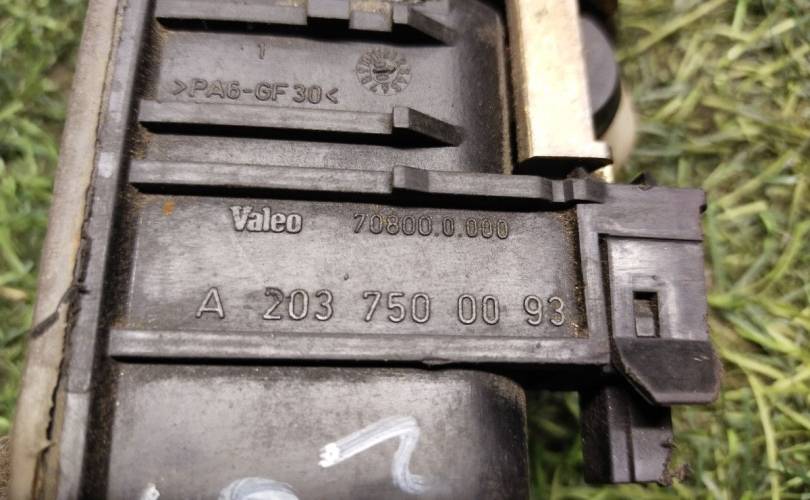 1
>PA6-GF30<
Valeo 70800.0.000
A 203 750 00 93